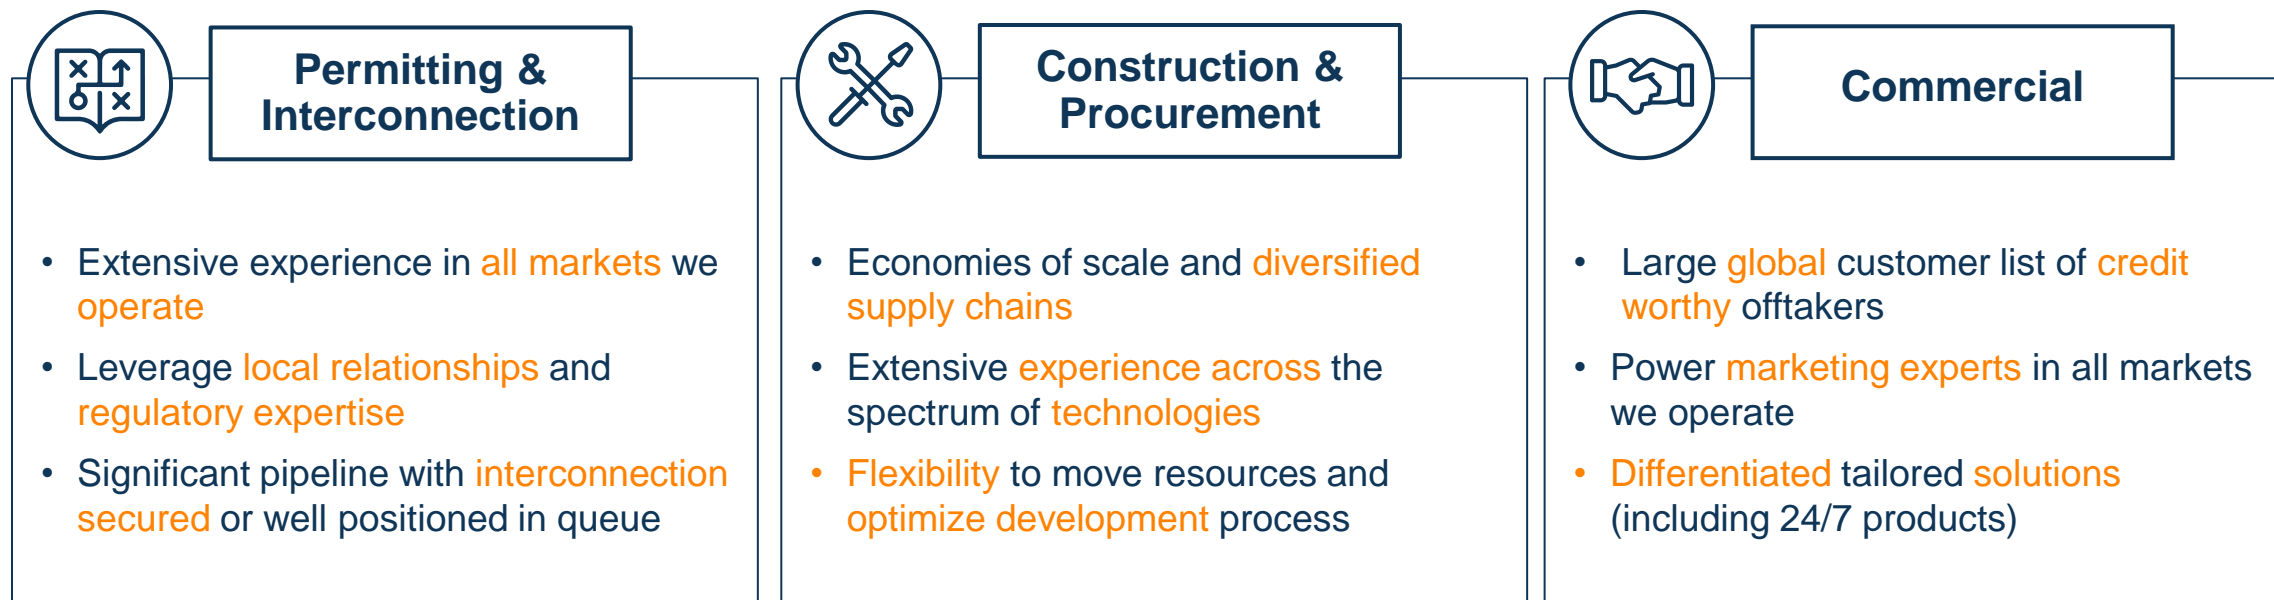 Permitting &
Interconnection
• Extensive experience in all markets we
operate
• Leverage local relationships and
regulatory expertise
• Significant pipeline with interconnection
secured or well positioned in queue
Construction &
Procurement
• Economies of scale and diversified
supply chains
• Extensive experience across the
spectrum of technologies
• Flexibility to move resources and
optimize development process
Commercial
• Large global customer list of credit
worthy offtakers
• Power marketing experts in all markets
we operate
• Differentiated tailored solutions
(including 24/7 products)